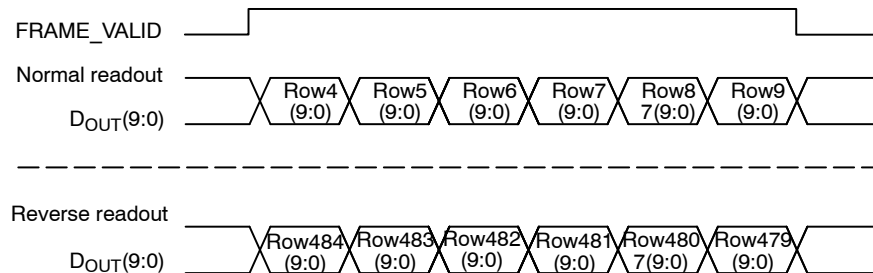 FRAME_VALID
Normal readout
Row4 Row5 Row6 Row7 Row8 Row9
(9:0) (9:0) (9:0) (9:0) 7(9:0) (9:0)
DOUT(9:0)
Reverse readout
Row484 Row483 Row482 Row481 Row480 Row479
(9:0) (9:0) (9:0) (9:0) 7(9:0) (9:0)
DOUT(9:0)